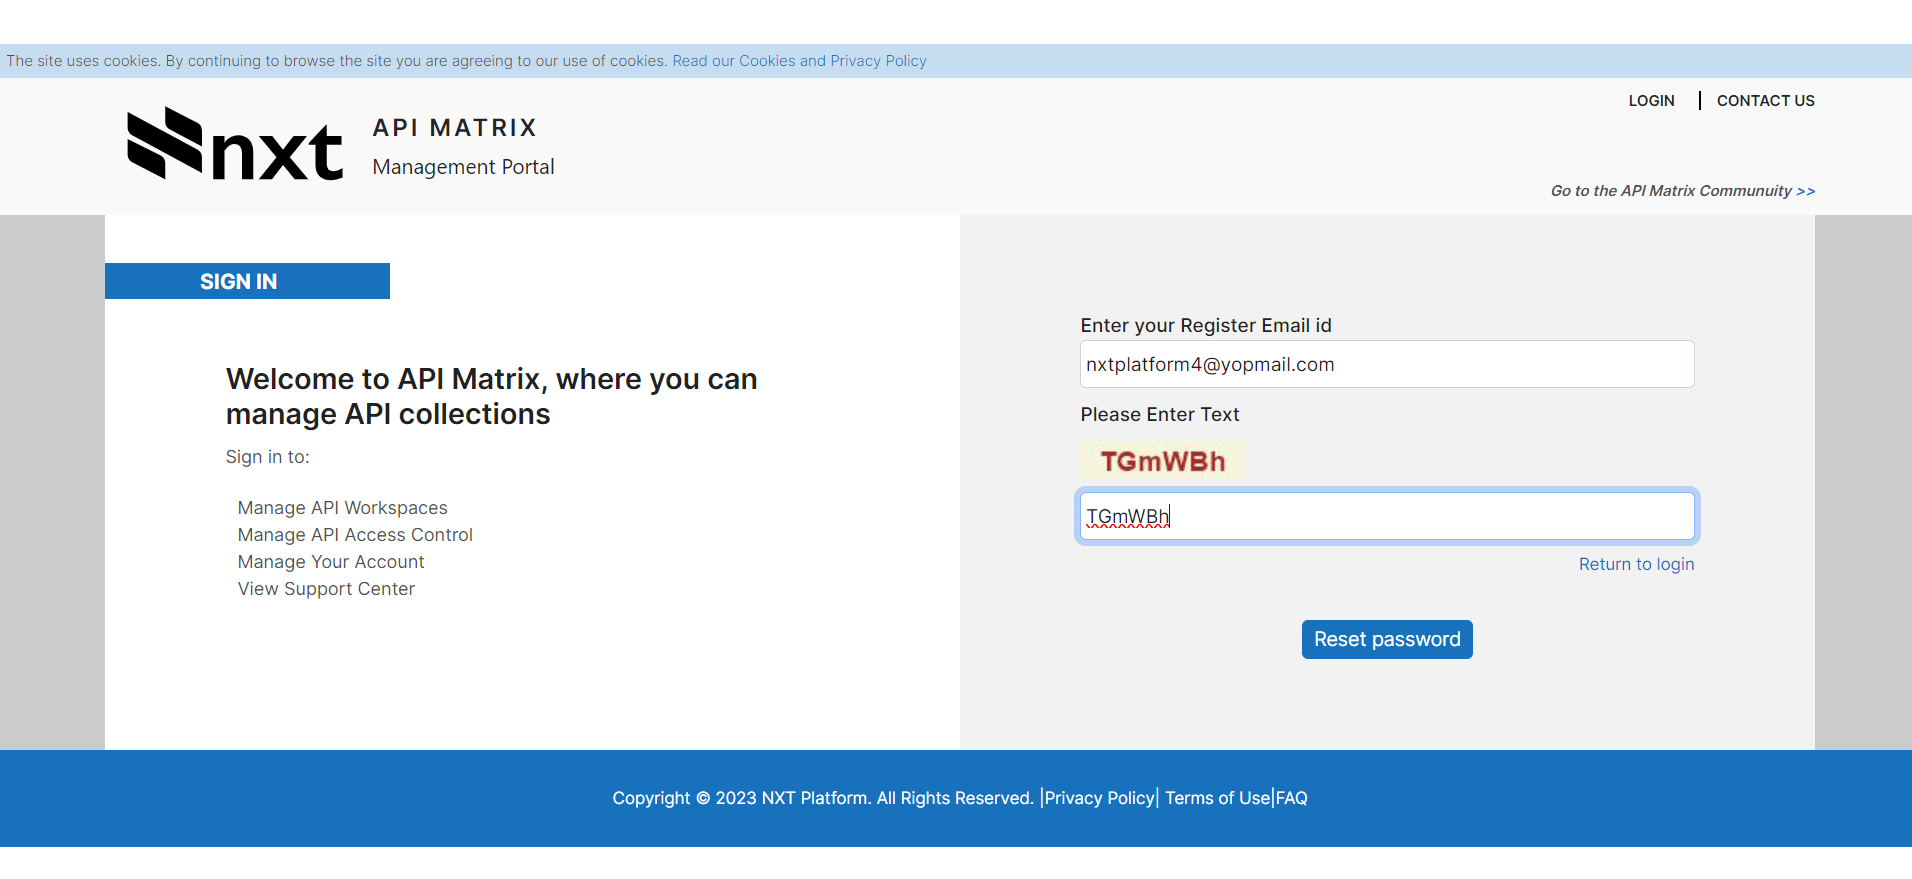 The site uses cookies. By continuing to browse the site you are agreeing to our use of cookies. Read our Cookies and Privacy Policy
LOGIN | CONTACT US
nxt
API MATRIX
Management Portal
Go to the API Matrix Communuity >>
SIGN IN
Welcome to API Matrix, where you can
manage API collections
Sign in to:
Manage API Workspaces
Manage API Access Control
Manage Your Account
View Support Center
Enter your Register Email id
nxtplatform4@yopmail.com
Please Enter Text
TGmWBh
TGmWBh
Return to login
Reset password
Copyright © 2023 NXT Platform. All Rights Reserved. |Privacy Policy| Terms of Use|FAQ